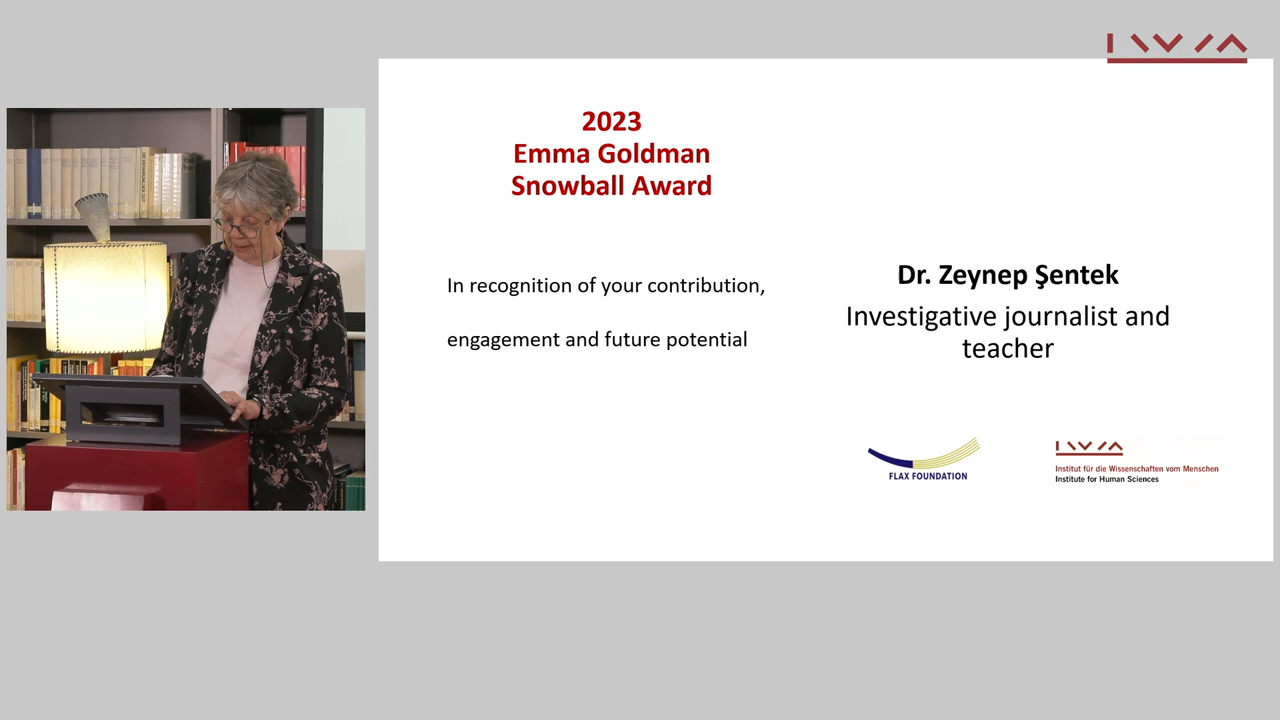 2023
Emma Goldman
Snowball Award
In recognition of your contribution,
engagement and future potential
Dr. Zeynep Şentek
Investigative journalist and
teacher
FLAX FOUNDATION
Institut für die Wissenschaften vom Menschen
Institute for Human Sciences